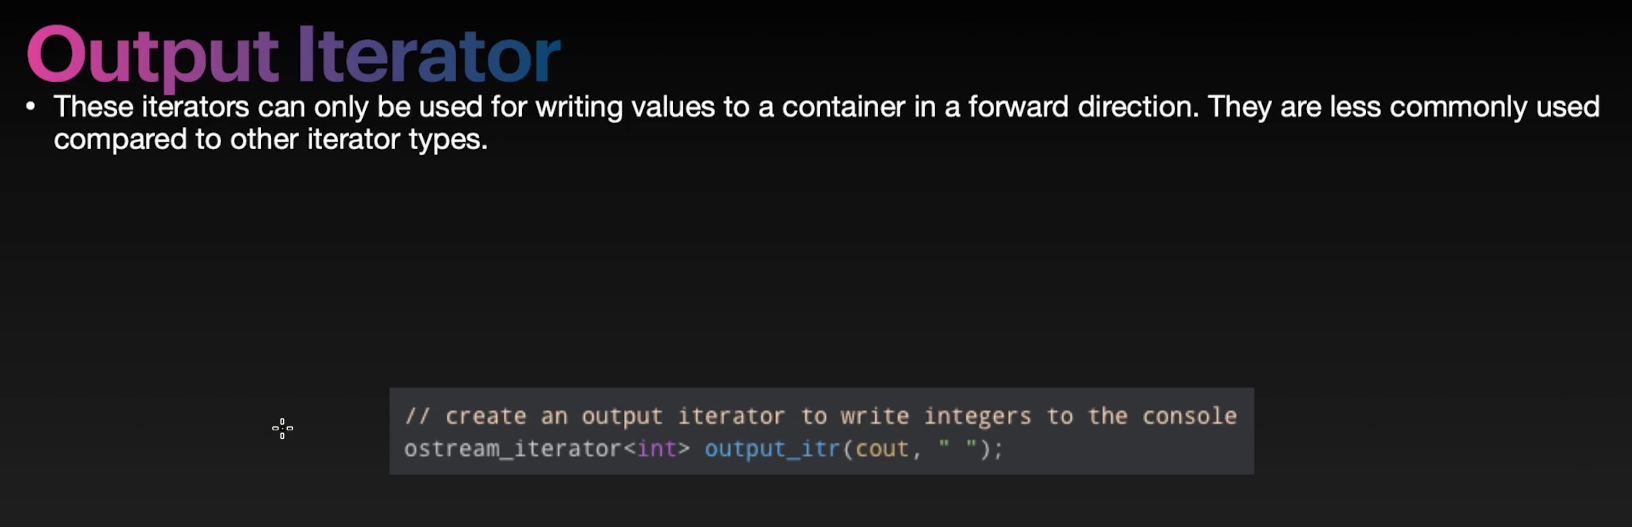 Output Iterator
• These iterators can only be used for writing values to a container in a forward direction. They are less commonly used
compared to other iterator types.
// create an output iterator to write integers to the console
ostream_iterator<int> output_itr(cout, " ");